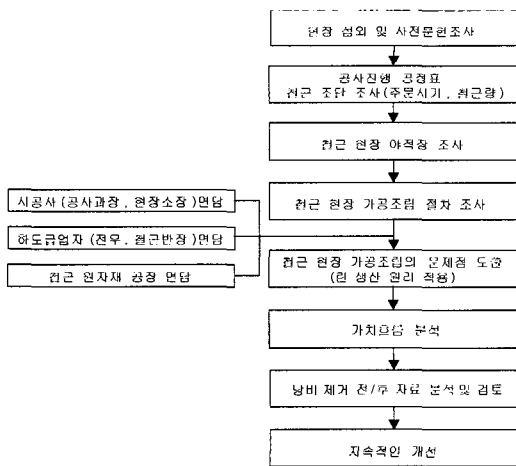 현장 섭외 및 사전문헌조사
공사진행 공정표
철근 조달 조사(주문시기, 철근량)
철근 현장 야적장 조사
철근 현장 가공조립 절차 조사
시공사 (공사과장, 현장소장)면담
하도급업자 (전무, 철근반장)면담
철근 원자재 공장 면담
철근 현장 가공조립의 문제점 도출
(린 생산 원리 적용)
가치흐름 분석
낭비 제거 전/후 자료 분석및 검토
지속적인 개선